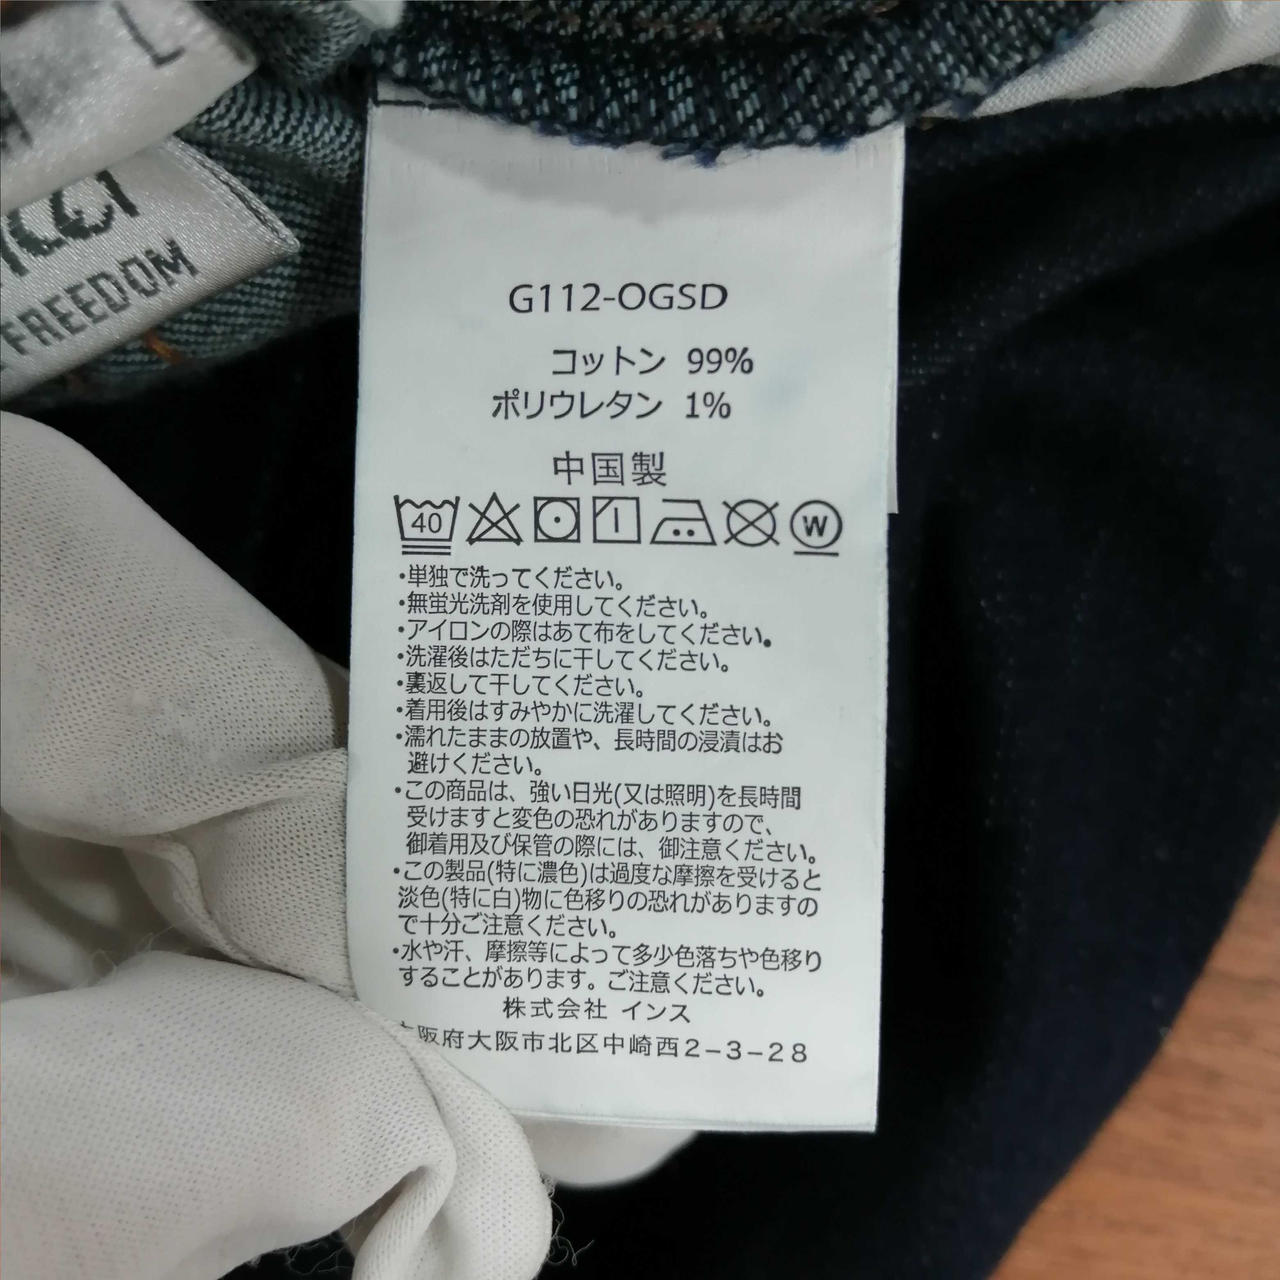 L
FREEDOM
G112-OGSD
コットン 99%
ポリウレタン 1%
中国製
40
W
・単独で洗ってください。
・無蛍光洗剤を使用してください。
・アイロンの際はあて布をしてください。
・洗濯後はただちに干してください。
・裏返して干してください。
・着用後はすみやかに洗濯してください。
・濡れたままの放置や、長時間の浸漬はお
避けください。
・この商品は、強い日光(又は照明)を長時間
受けますと変色の恐れがありますので、
御着用及び保管の際には、御注意ください。
・この製品(特に濃色)は過度な摩擦を受けると
淡色(特に白)物に色移りの恐れがありますの
で十分ご注意ください。
・水や汗、摩擦等によって多少色落ちや色移り
することがあります。ご注意ください。
株式会社 インス
大阪府大阪市北区中崎西2-3-28